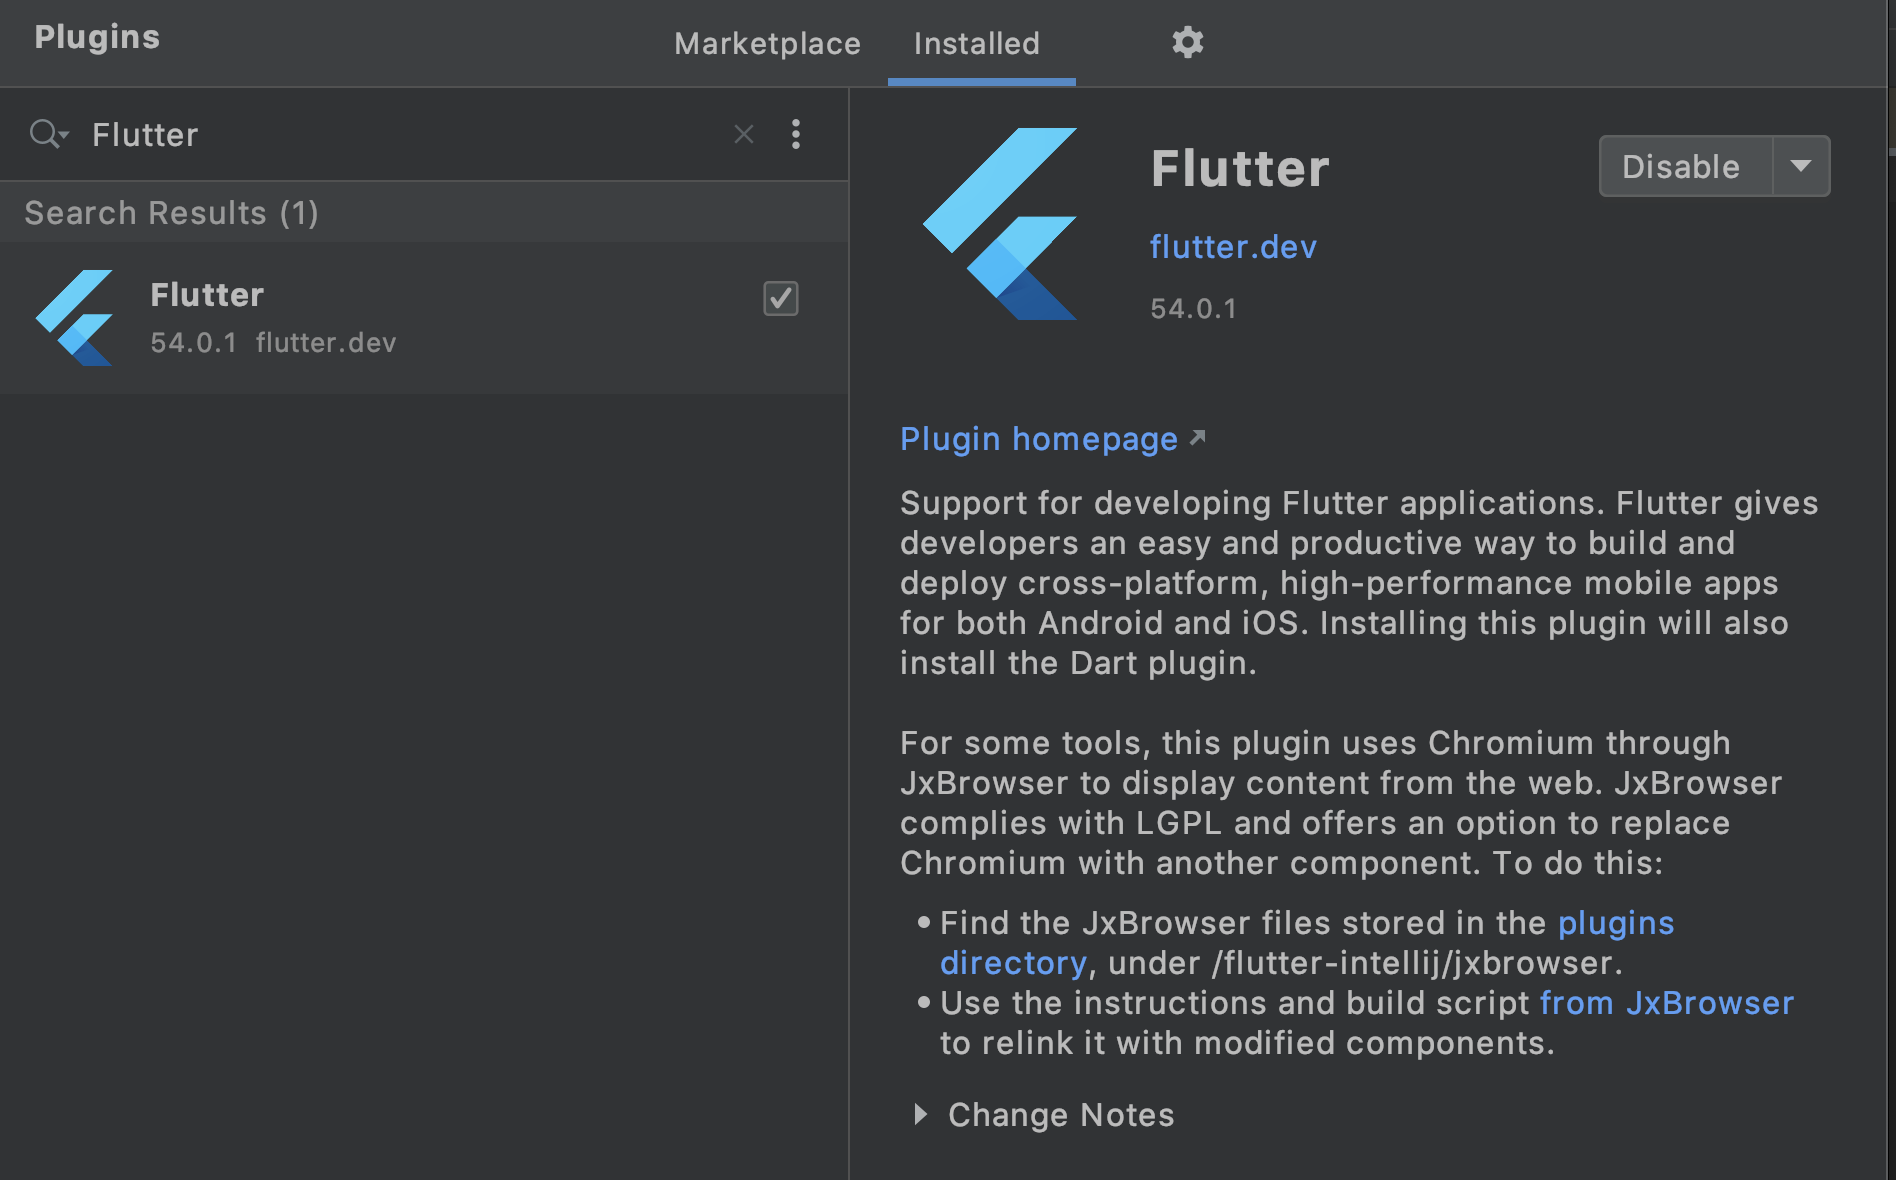 Plugins
Marketplace
Installed
Flutter
Search Results (1)
Flutter
54.0.1 flutter.dev
Flutter
Disable
flutter.dev
54.0.1
Plugin homepage
Support for developing Flutter applications. Flutter gives
developers an easy and productive way to build and
deploy cross-platform, high-performance mobile apps
for both Android and iOS. Installing this plugin will also
install the Dart plugin.
For some tools, this plugin uses Chromium through
JxBrowser to display content from the web. JxBrowser
complies with LGPL and offers an option to replace
Chromium with another component. To do this:
• Find the JxBrowser files stored in the plugins
directory, under /flutter-intellij/jxbrowser.
• Use the instructions and build script from JxBrowser
to relink it with modified components.
Change Notes